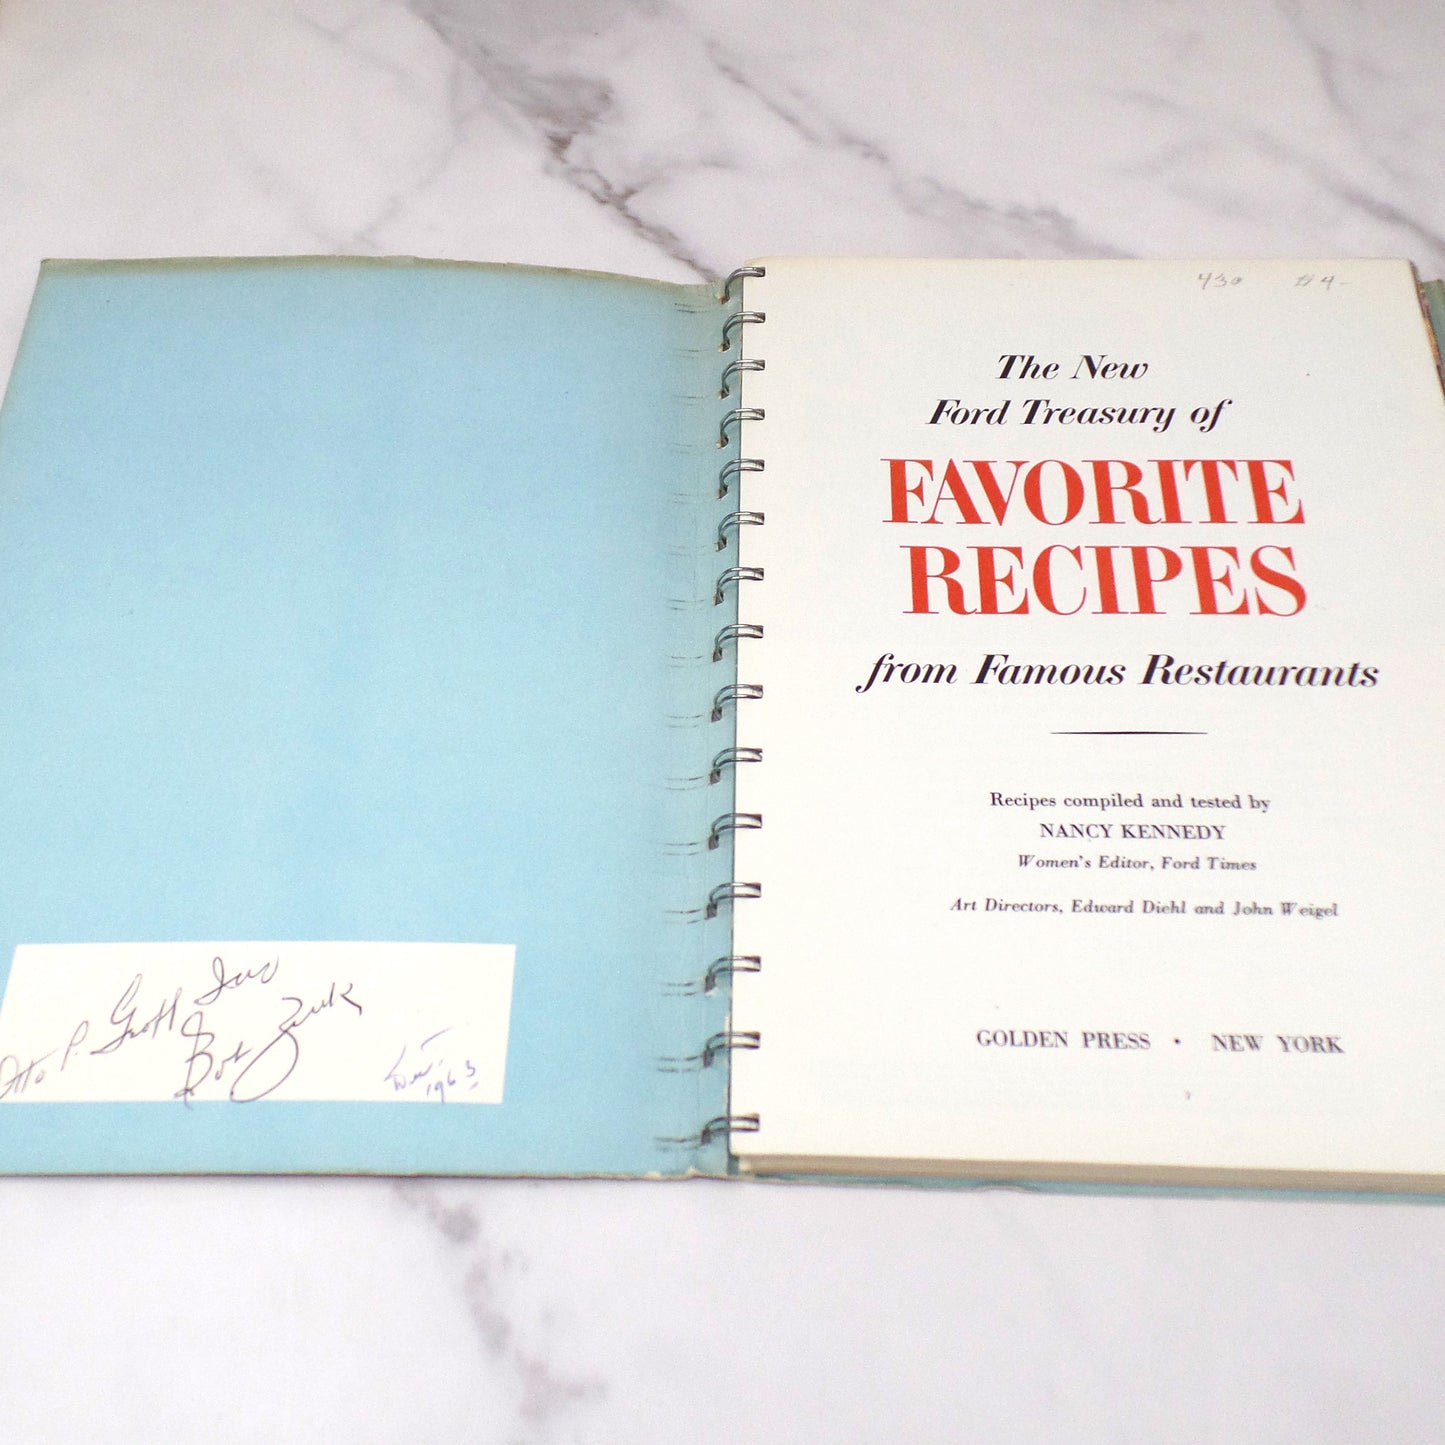 Otto P. Graff Inc
Bob
1963
430 #4-
The New
Ford Treasury of
FAVORITE
RECIPES
from Famous Restaurants
Recipes compiled and tested by
NANCY KENNEDY
Women's Editor, Ford Times
Art Directors, Edward Diehl and John Weigel
GOLDEN PRESS • NEW YORK